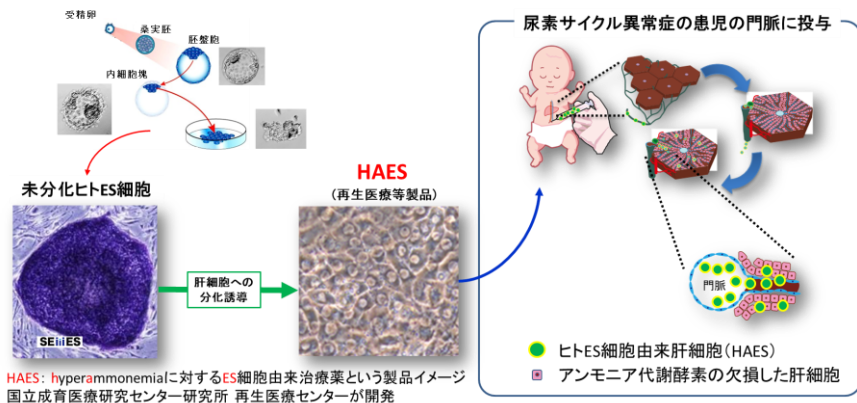 受精卵
桑実胚
胚盤胞
内細胞塊
未分化ヒトES細胞
SEiiiES
肝細胞への
分化誘導
HAES
(再生医療等製品)
尿素サイクル異常症の患児の門脈に投与
門脈
ヒトES細胞由来肝細胞(HAES)
アンモニア代謝酵素の欠損した肝細胞
HAES: hyperammonemiaに対するES細胞由来治療薬という製品イメージ
国立成育医療研究センター研究所 再生医療センターが開発